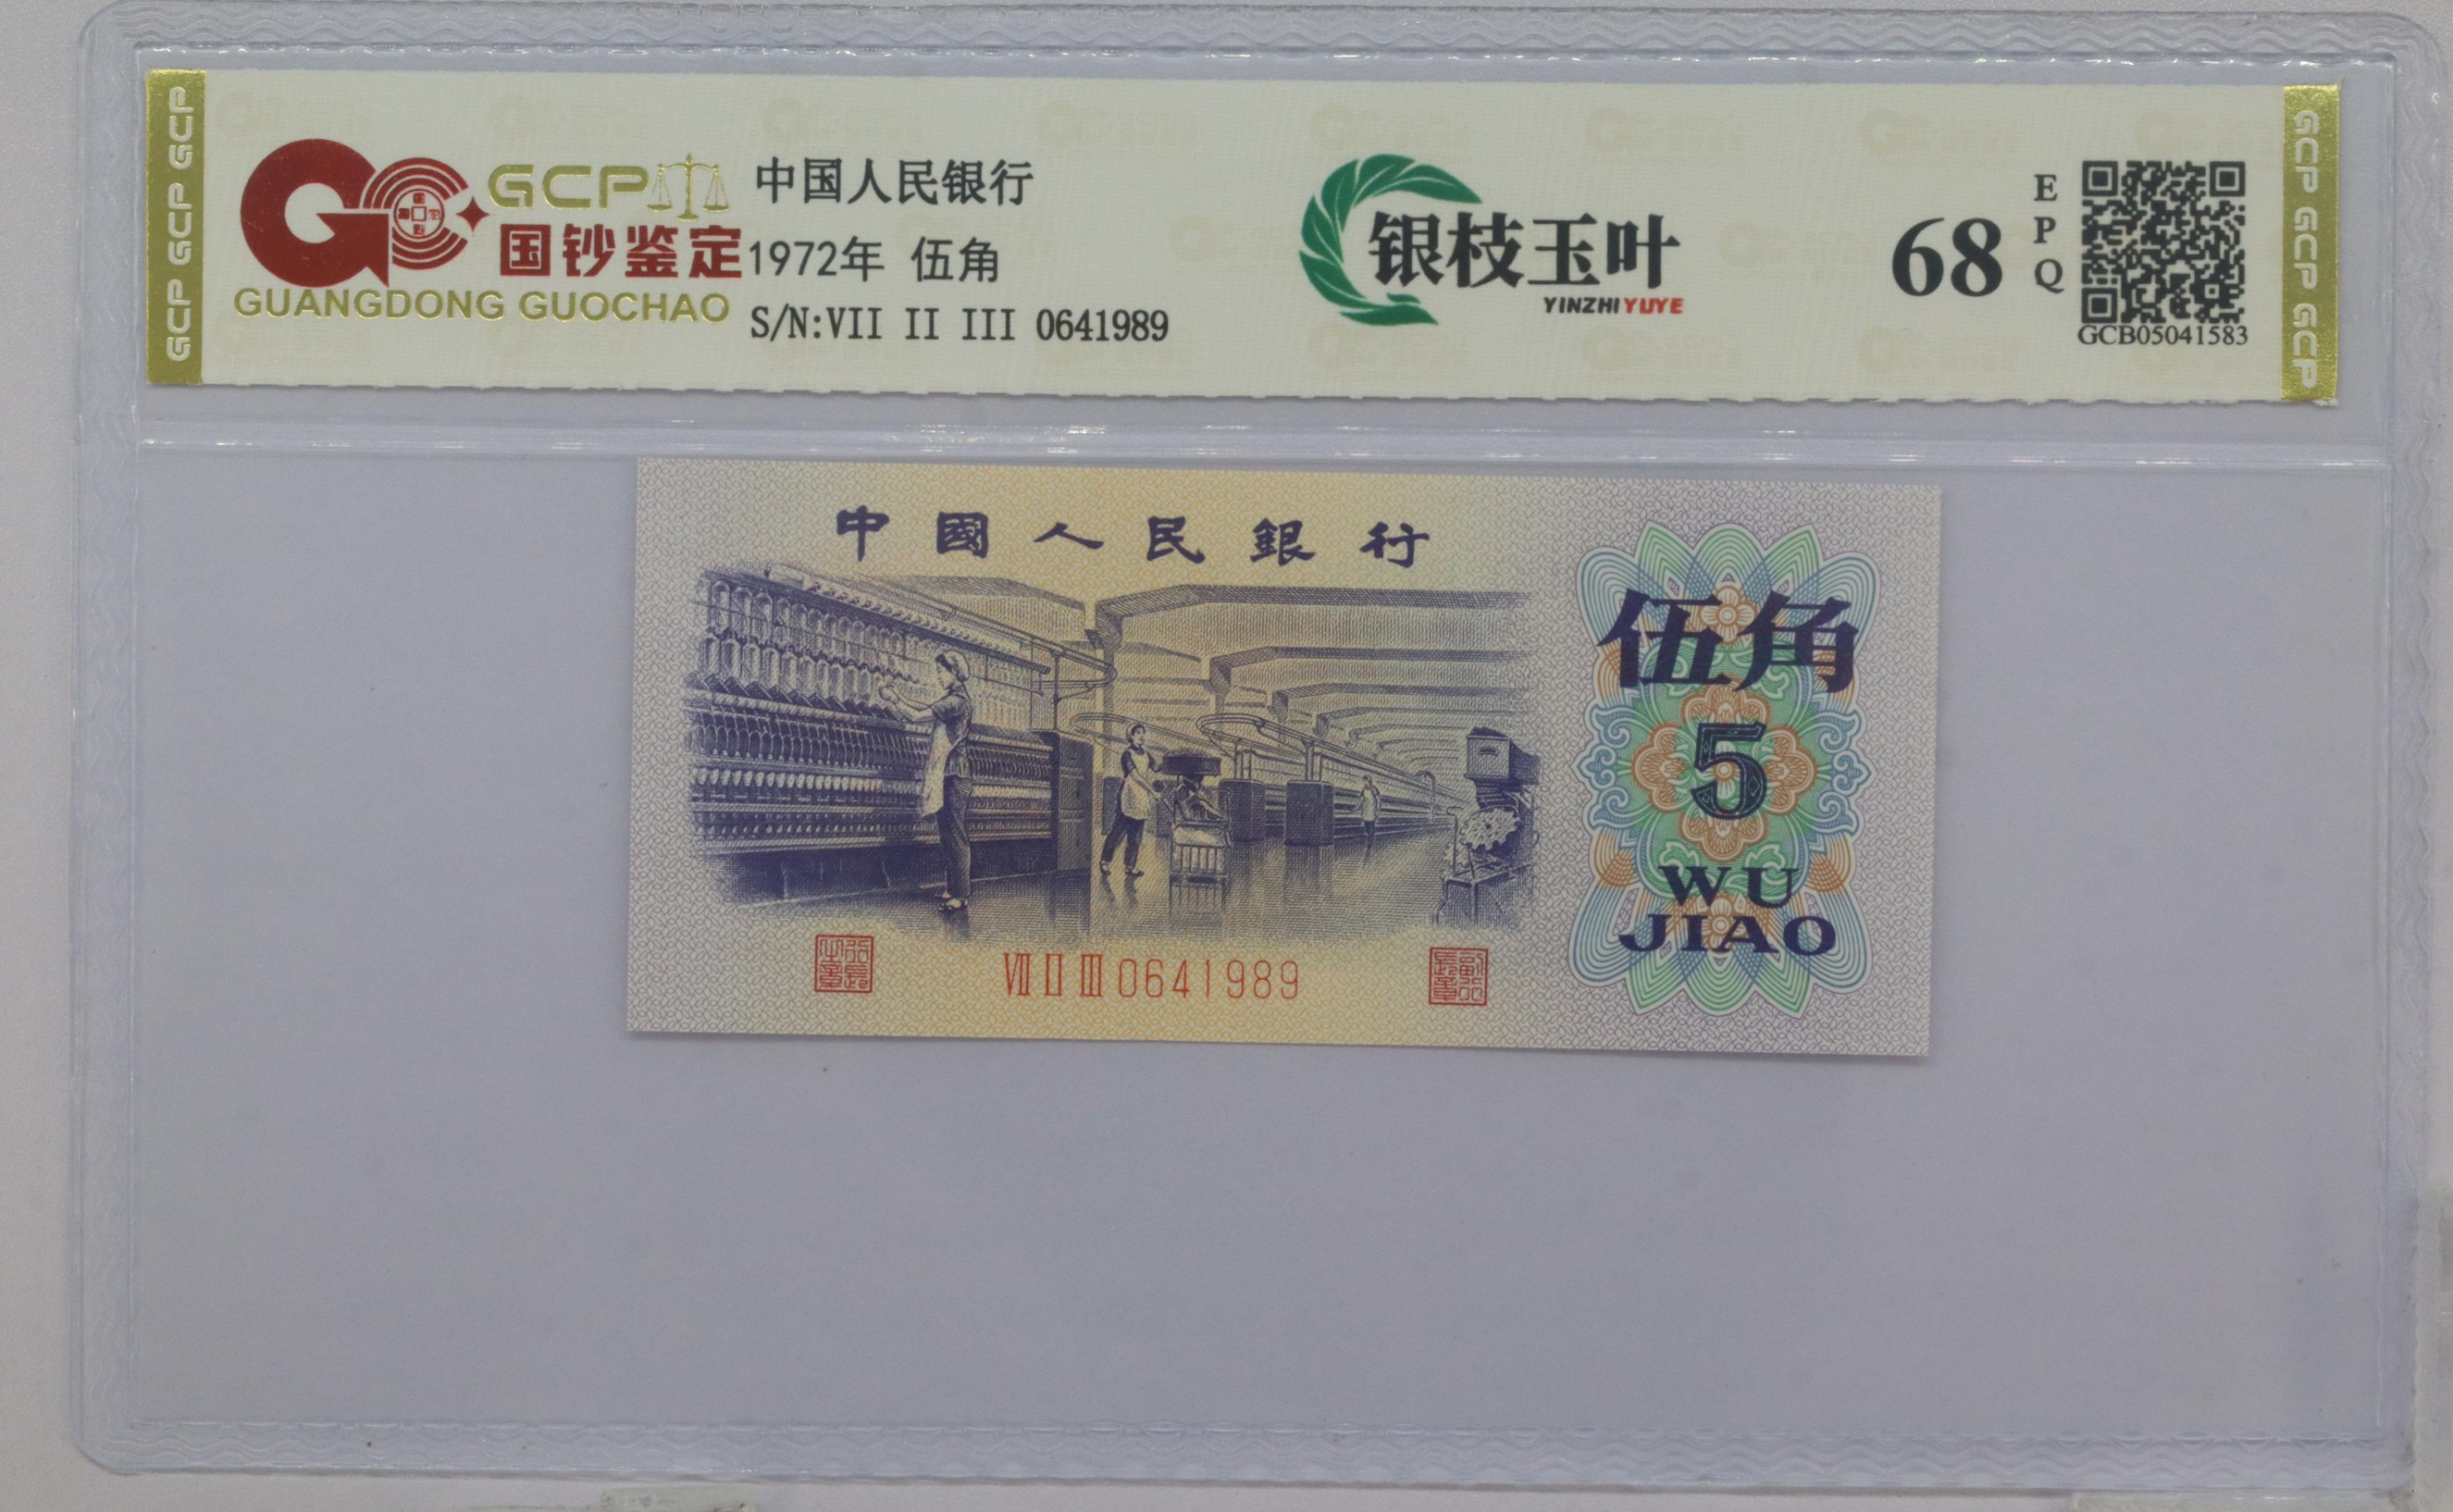 GCP GCP GCP
GCP
国钞鉴定
GUANGDONG GUOCHAO
中国人民银行
1972年 伍角
S/N:VII II III 0641989
银枝玉叶
YINZHIYUYE
68
EPQ
GCB05041583
GCP GCP GCP
中國人民銀行
伍角
5
WU
JIAO
VII II III 0641989